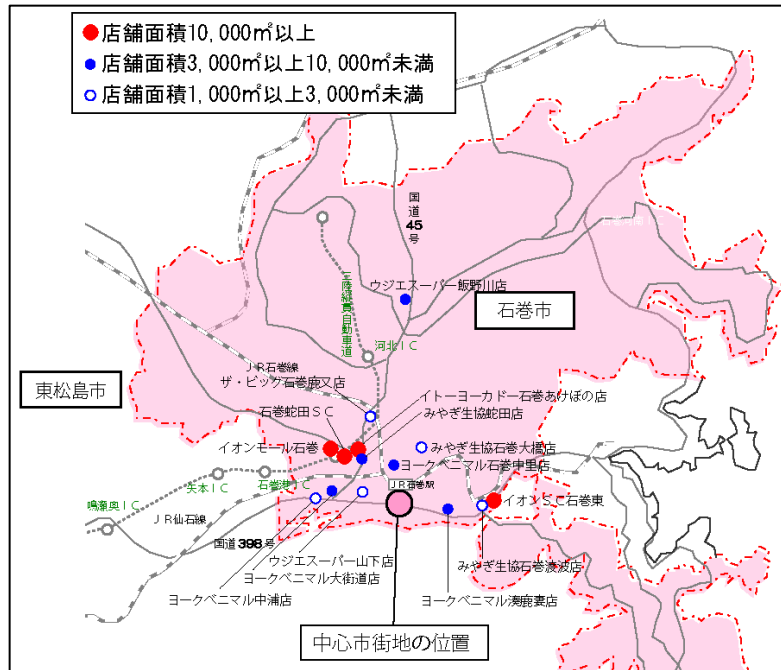 店舗面積10,000㎡以上
店舗面積3,000㎡以上10,000㎡未満
店舗面積1,000㎡以上3,000㎡未満
国道
45
号
三陸縦貫自動車道
ウジエスーパー飯野川店
石巻市
河北IC
JR石巻線
ザ・ビッグ石巻鹿又店
東松島市
イトーヨーカドー石巻あけぼの店
石巻蛇田SC
みやぎ生協蛇田店
イオンモール石巻
みやぎ生協石巻大橋店
ヨークベニマル石巻中里店
矢本IC
石巻港IC
JR石巻駅
イオンSC石巻東
鳴瀬奥IC
JR仙石線
国道398号
ウジエスーパー山下店
みやぎ生協石巻渡波店
ヨークベニマル大街道店
ヨークベニマル中浦店
ヨークベニマル湊鹿妻店
中心市街地の位置